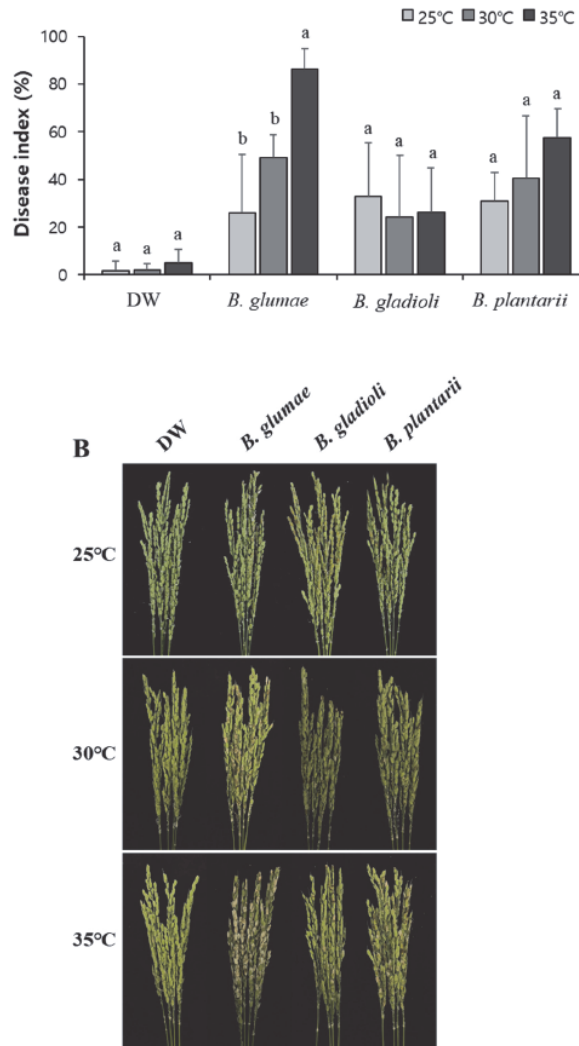 25℃ 30℃ 35℃
Disease index (%)
100
80
60
40
20
0
a a a
b b a
a a a
a a a
DW B. glumae B. gladioli B. plantarii
B
DW B. glumae B. gladioli B. plantarii
25℃
30℃
35℃